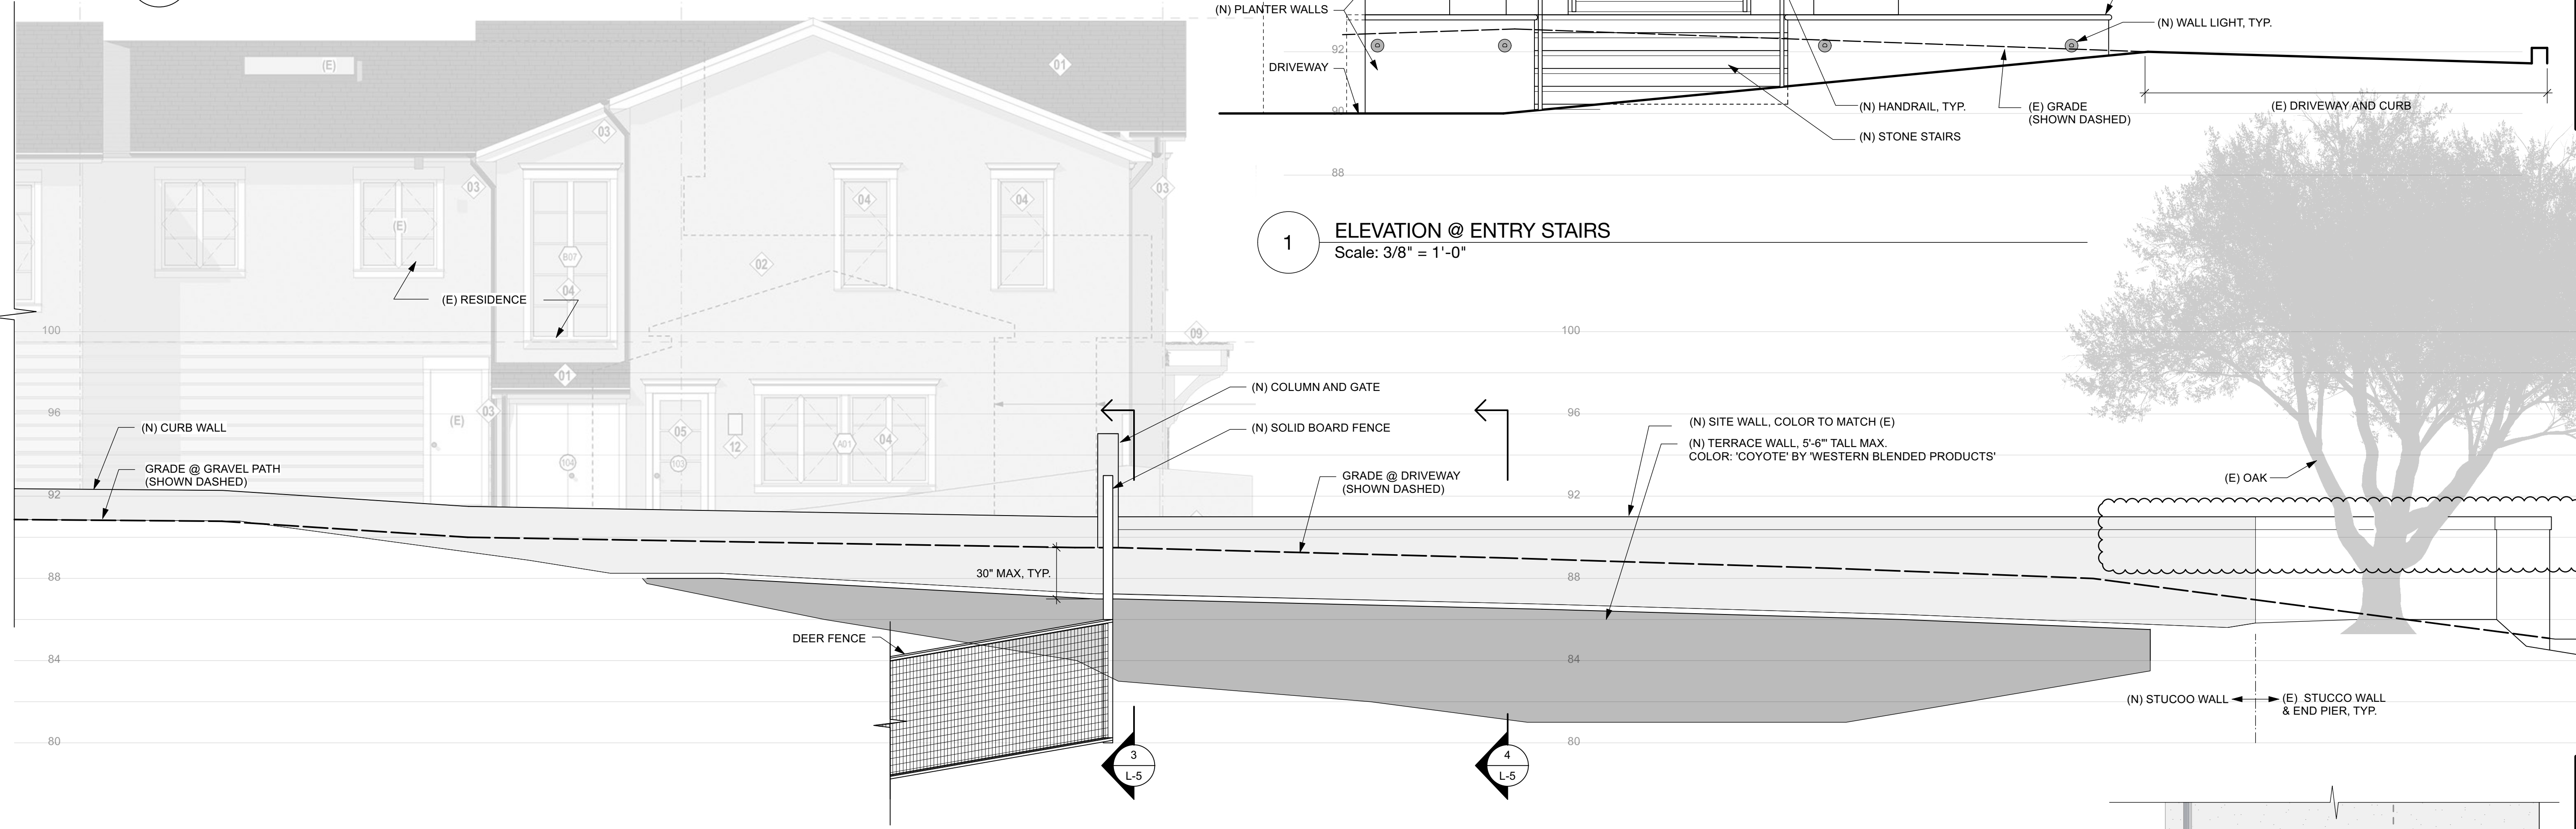 (N) PLANTER WALLS
(N) WALL LIGHT, TYP.
92
DRIVEWAY
90
(N) HANDRAIL, TYP.
(E) GRADE
(SHOWN DASHED)
(E) DRIVEWAY AND CURB
(N) STONE STAIRS
88
1
ELEVATION @ ENTRY STAIRS
Scale: 3/8" = 1'-0"
(E)
01
03
03
04
04
03
(E)
B07
02
04
(E) RESIDENCE
100
100
09
01
(N) COLUMN AND GATE
96
03
96
(E)
(N) CURB WALL
05
12
A01
04
(N) SOLID BOARD FENCE
(N) SITE WALL, COLOR TO MATCH (E)
(N) TERRACE WALL, 5'-6"' TALL MAX.
COLOR: 'COYOTE' BY 'WESTERN BLENDED PRODUCTS'
104
103
GRADE @ GRAVEL PATH
(SHOWN DASHED)
GRADE @ DRIVEWAY
(SHOWN DASHED)
(E) OAK
92
92
30" MAX, TYP.
88
88
DEER FENCE
84
84
(N) STUCOO WALL
(E) STUCCO WALL
& END PIER, TYP.
80
80
3
L-5
4
L-5